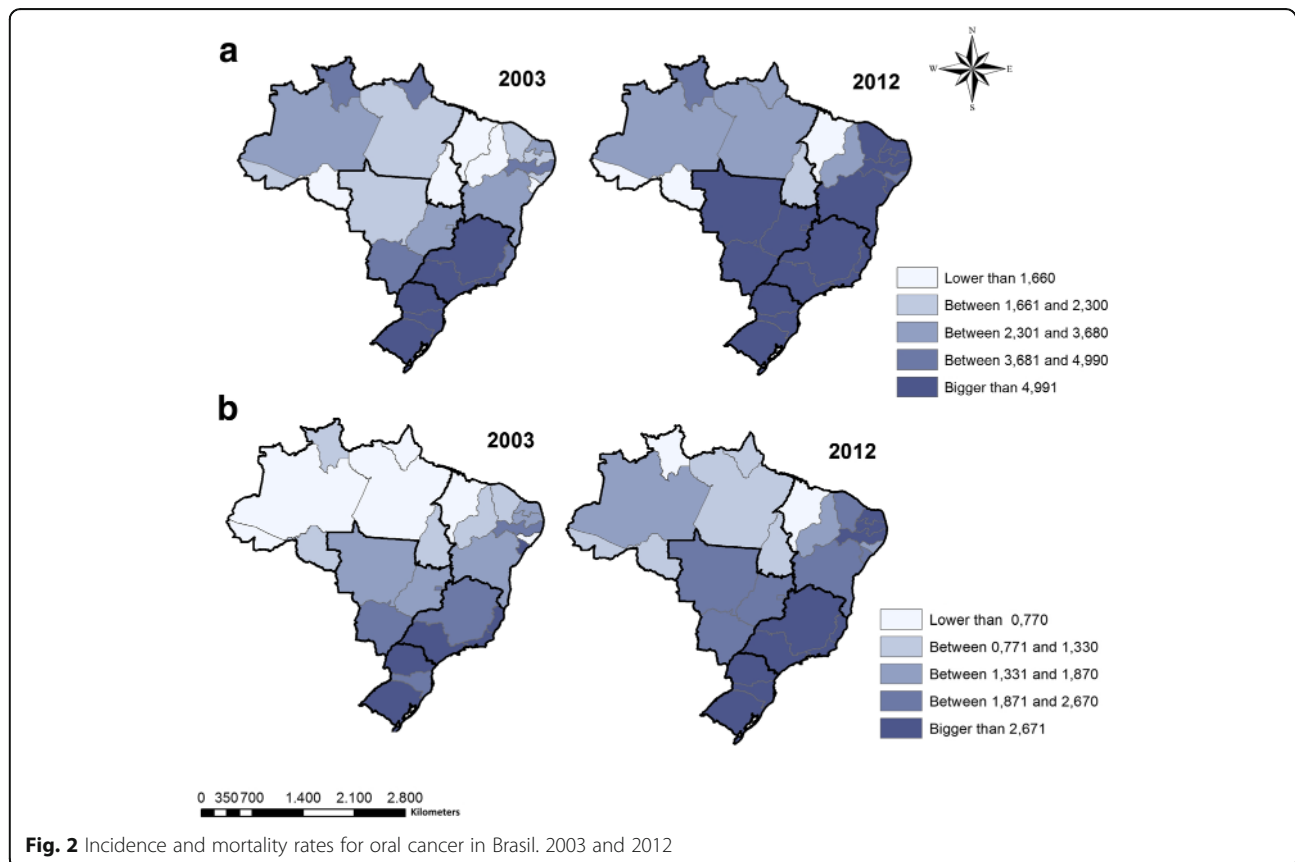 a
N
W E
S
2003
2012
Lower than 1,660
Between 1,661 and 2,300
Between 2,301 and 3,680
Between 3,681 and 4,990
Bigger than 4,991
b
2003
2012
Lower than 0,770
Between 0,771 and 1,330
Between 1,331 and 1,870
Between 1,871 and 2,670
Bigger than 2,671
0 350700 1.400 2.100 2.800
Kilometers
Fig. 2 Incidence and mortality rates for oral cancer in Brasil. 2003 and 2012